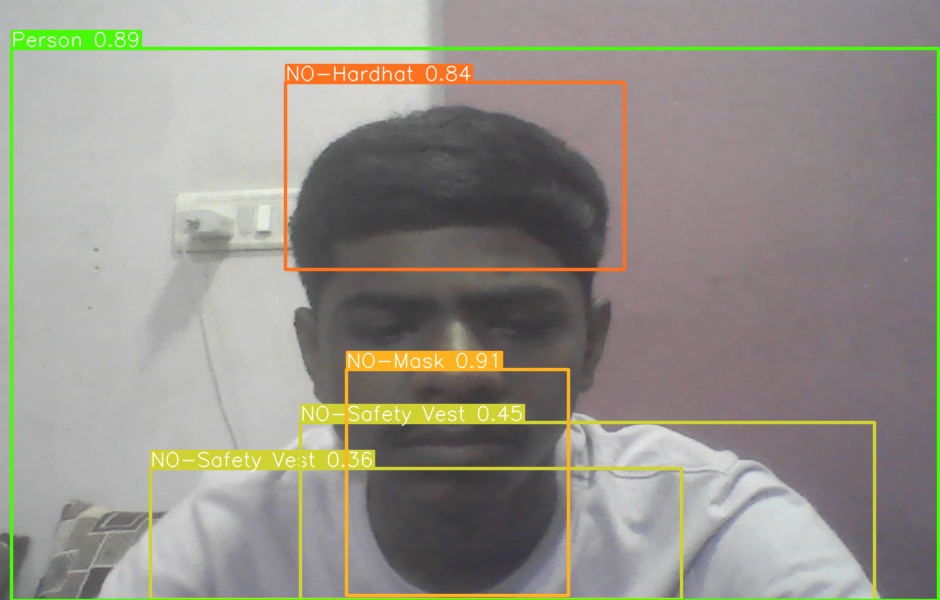 Person 0.89
NO-Hardhat 0.84
NO-Mask 0.91
NO-Safety Vest 0.45
NO-Safety Vest 0.36